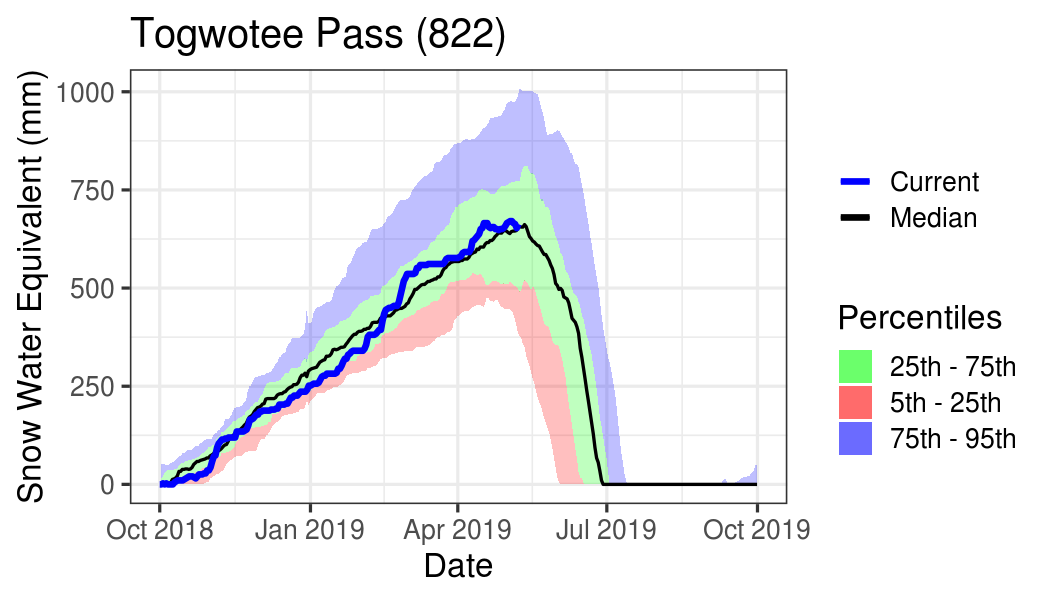 Togwotee Pass (822)
Snow Water Equivalent (mm)
1000
750
500
250
0
Oct 2018
Jan 2019
Apr 2019
Jul 2019
Oct 2019
Date
Current
Median
Percentiles
25th - 75th
5th - 25th
75th - 95th